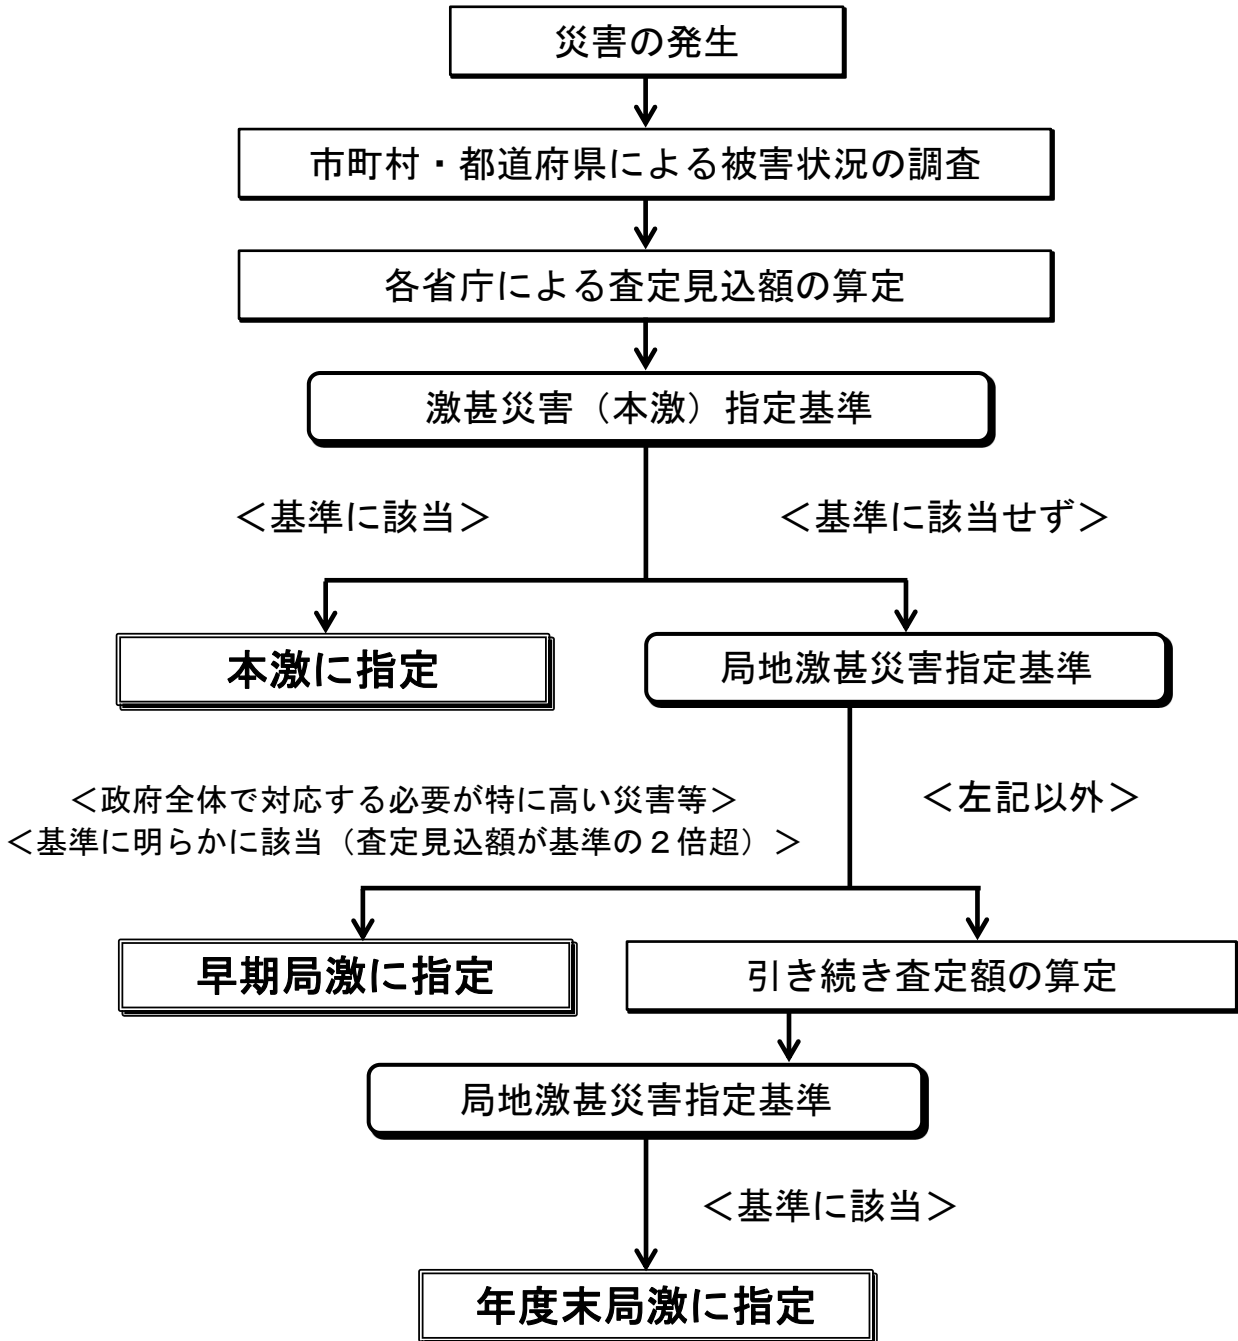 災害の発生
市町村・都道府県による被害状況の調査
各省庁による査定見込額の算定
激甚災害（本激）指定基準
＜基準に該当＞
＜基準に該当せず＞
本激に指定
局地激甚災害指定基準
＜政府全体で対応する必要が特に高い災害等＞
＜基準に明らかに該当（査定見込額が基準の２倍超）＞
＜左記以外＞
早期局激に指定
引き続き査定額の算定
局地激甚災害指定基準
＜基準に該当＞
年度末局激に指定